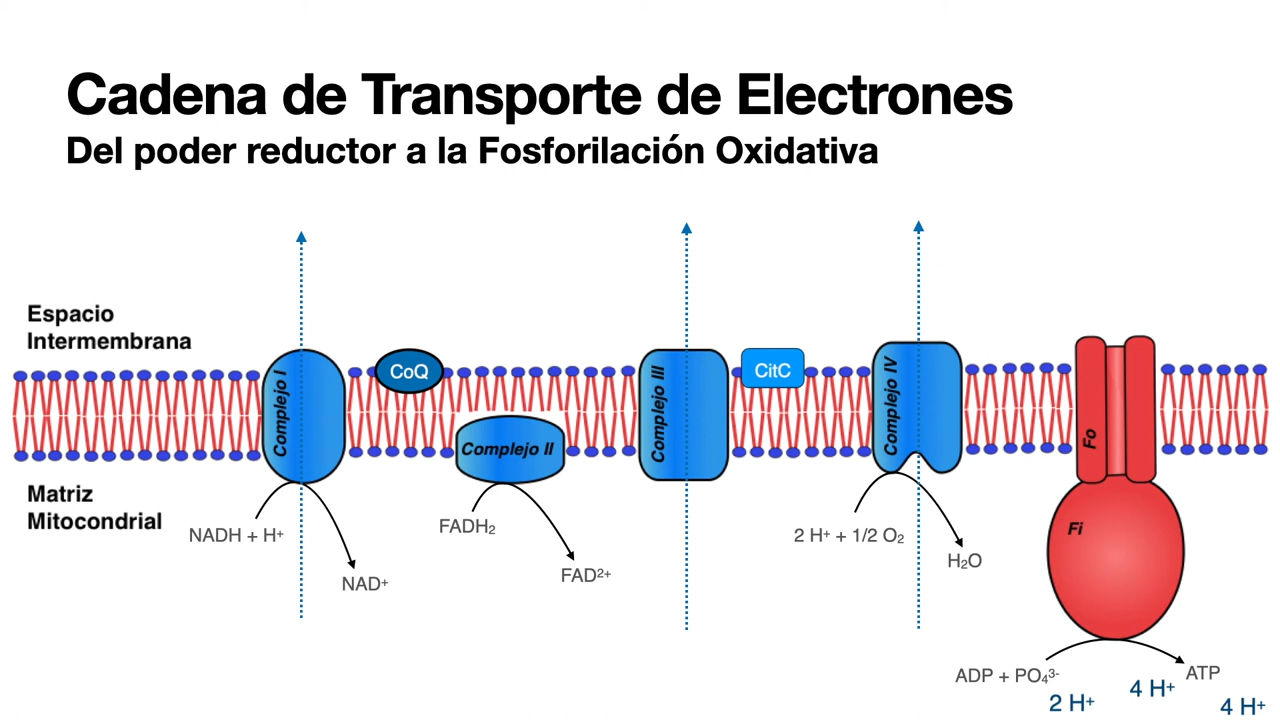 Cadena de Transporte de Electrones
Del poder reductor a la Fosforilación Oxidativa
Espacio
Intermembrana
Complejo I
CoQ
Complejo II
Complejo III
CitC
Complejo IV
Fo
Fi
Matriz
Mitocondrial
NADH + H⁺
NAD⁺
FADH₂
FAD²⁺
2 H⁺ + 1/2 O₂
H₂O
ADP + PO₄³⁻
ATP
2 H⁺
4 H⁺
4 H⁺